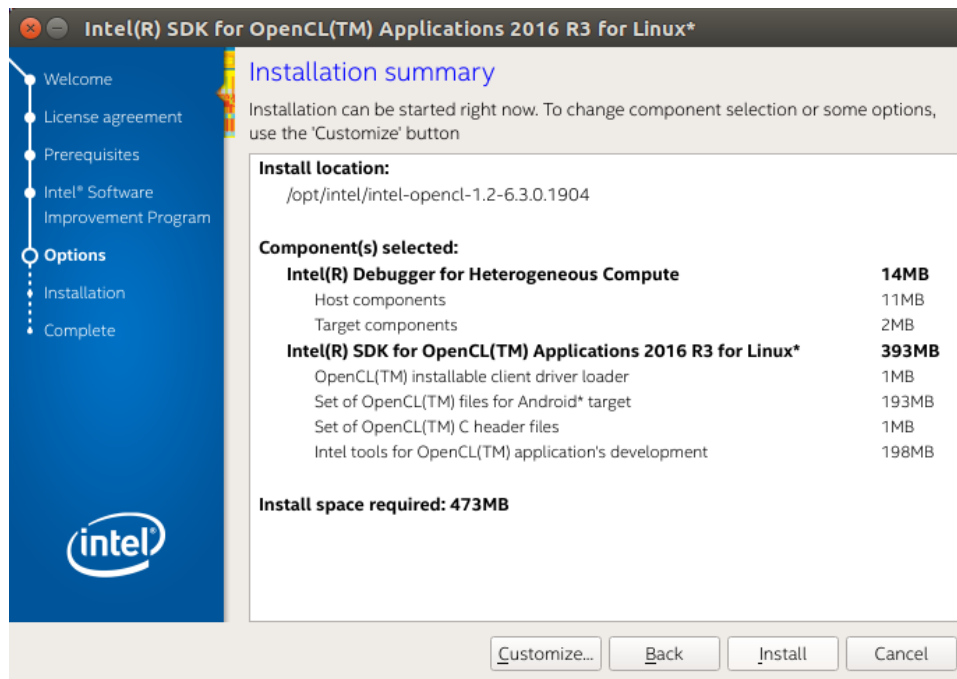 Intel(R) SDK for OpenCL(TM) Applications 2016 R3 for Linux*
Welcome
License agreement
Prerequisites
Intel® Software
Improvement Program
Options
Installation
Complete
intel®
Installation summary
Installation can be started right now. To change component selection or some options,
use the 'Customize' button
Install location:
/opt/intel/intel-opencl-1.2-6.3.0.1904
Component(s) selected:
Intel(R) Debugger for Heterogeneous Compute 14MB
Host components 11MB
Target components 2MB
Intel(R) SDK for OpenCL(TM) Applications 2016 R3 for Linux* 393MB
OpenCL(TM) installable client driver loader 1MB
Set of OpenCL(TM) files for Android* target 193MB
Set of OpenCL(TM) C header files 1MB
Intel tools for OpenCL(TM) application's development 198MB
Install space required: 473MB
Customize... Back Install Cancel